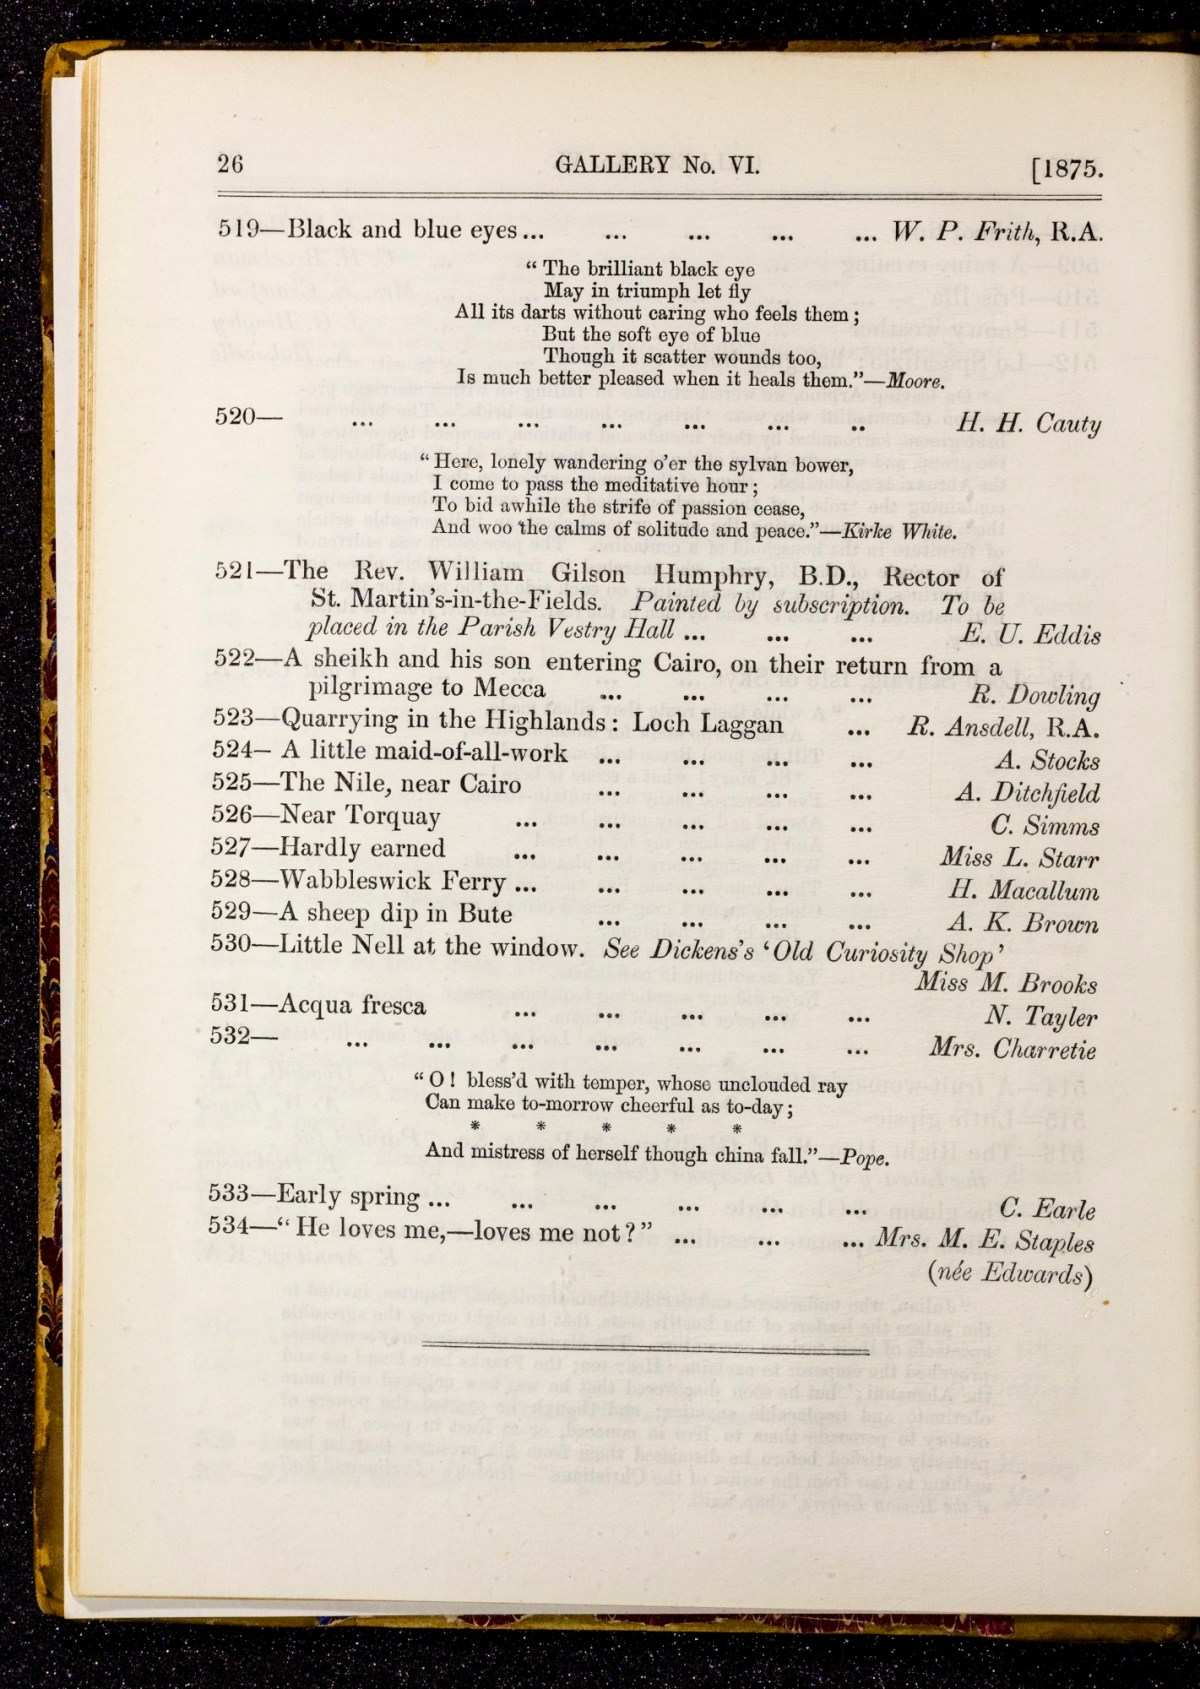 26 GALLERY No. VI. [1875.
519—Black and blue eyes ... ... ... ... ... W. P. Frith, R.A.
“ The brilliant black eye
May in triumph let fly
All its darts without caring who feels them ;
But the soft eye of blue
Though it scatter wounds too,
Is much better pleased when it heals them.”—Moore.
520— ... ... ... ... ... ... .. H. H. Cauty
“ Here, lonely wandering o’er the sylvan bower,
I come to pass the meditative hour ;
To bid awhile the strife of passion cease,
And woo the calms of solitude and peace.”—Kirke White.
521—The Rev. William Gilson Humphry, B.D., Rector of
St. Martin’s-in-the-Fields. Painted by subscription. To be
placed in the Parish Vestry Hall ... ... ... E. U. Eddis
522—A sheikh and his son entering Cairo, on their return from a
pilgrimage to Mecca ... ... ... ... R. Dowling
523—Quarrying in the Highlands : Loch Laggan ... R. Ansdell, R.A.
524— A little maid-of-all-work ... ... ... ... A. Stocks
525—The Nile, near Cairo ... ... ... ... A. Ditchfield
526—Near Torquay ... ... ... ... ... C. Simms
527—Hardly earned ... ... ... ... ... Miss L. Starr
528—Wabbleswick Ferry ... ... ... ... ... H. Macallum
529—A sheep dip in Bute ... ... ... ... A. K. Brown
530—Little Nell at the window. See Dickens’s ‘Old Curiosity Shop’
Miss M. Brooks
531—Acqua fresca ... ... ... ... ... N. Tayler
532— ... ... ... ... ... ... ... Mrs. Charretie
“ O ! bless’d with temper, whose unclouded ray
Can make to-morrow cheerful as to-day ;
* * * * *
And mistress of herself though china fall.”—Pope.
533—Early spring ... ... ... ... ... ... C. Earle
534—“ He loves me,—loves me not ? ” ... ... ... Mrs. M. E. Staples
(née Edwards)